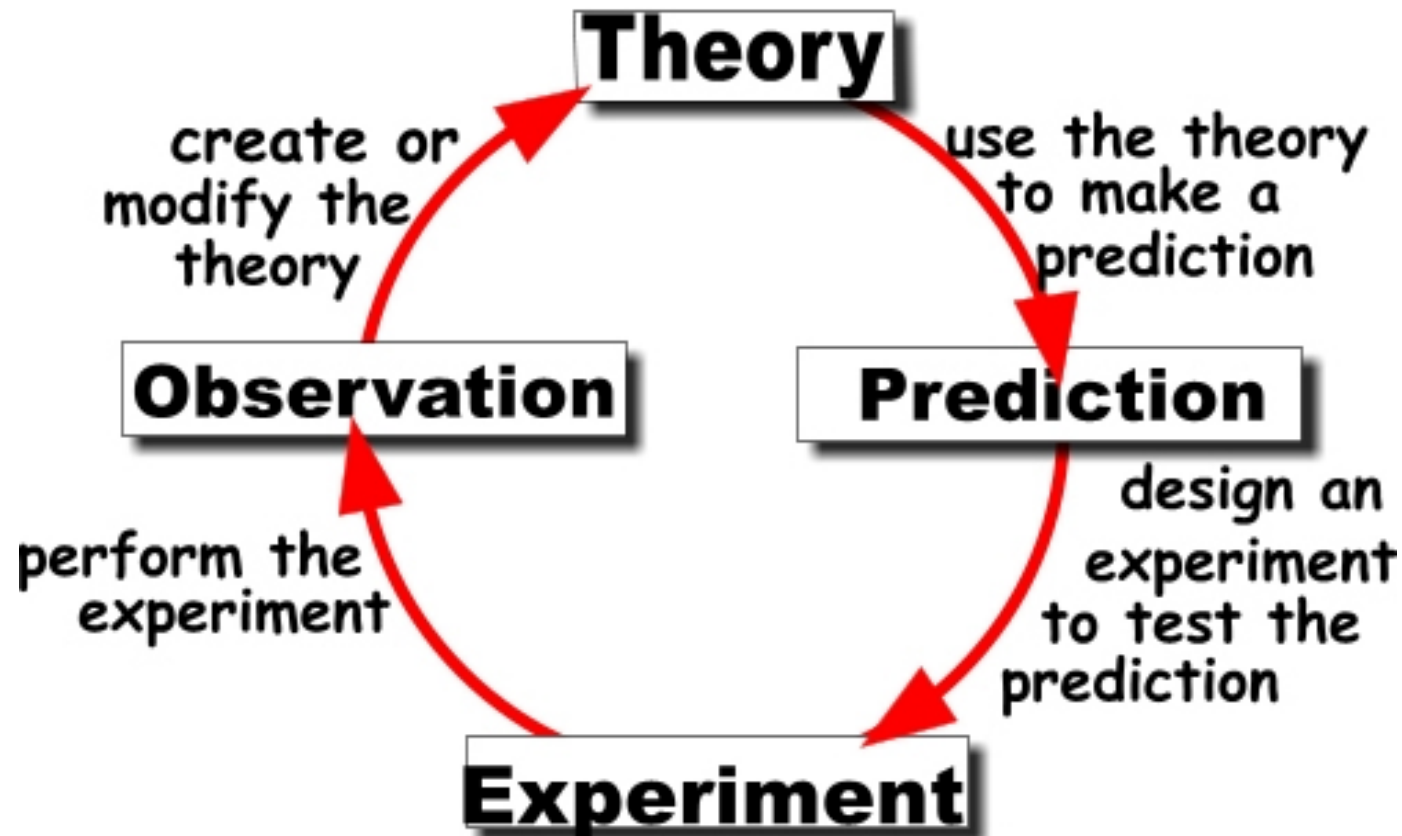 Theory
use the theory
to make a
prediction
Prediction
design an
experiment
to test the
prediction
Experiment
perform the
experiment
Observation
create or
modify the
theory